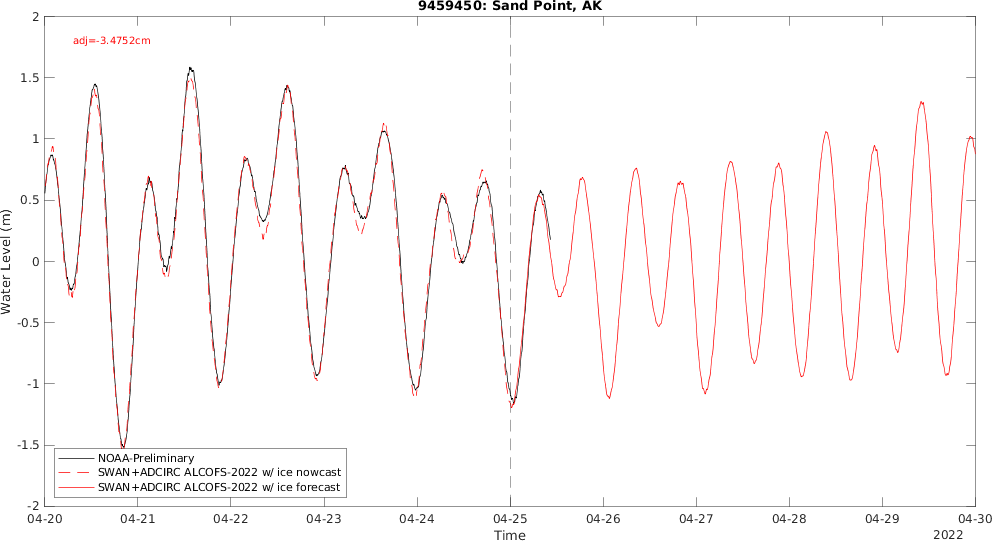 9459450: Sand Point, AK
adj=-3.4752cm
Water Level (m)
2
1.5
1
0.5
0
-0.5
-1
-1.5
-2
NOAA-Preliminary
SWAN+ADCIRC ALCOFS-2022 w/ ice nowcast
SWAN+ADCIRC ALCOFS-2022 w/ ice forecast
04-20 04-21 04-22 04-23 04-24 04-25 04-26 04-27 04-28 04-29 04-30
Time
2022